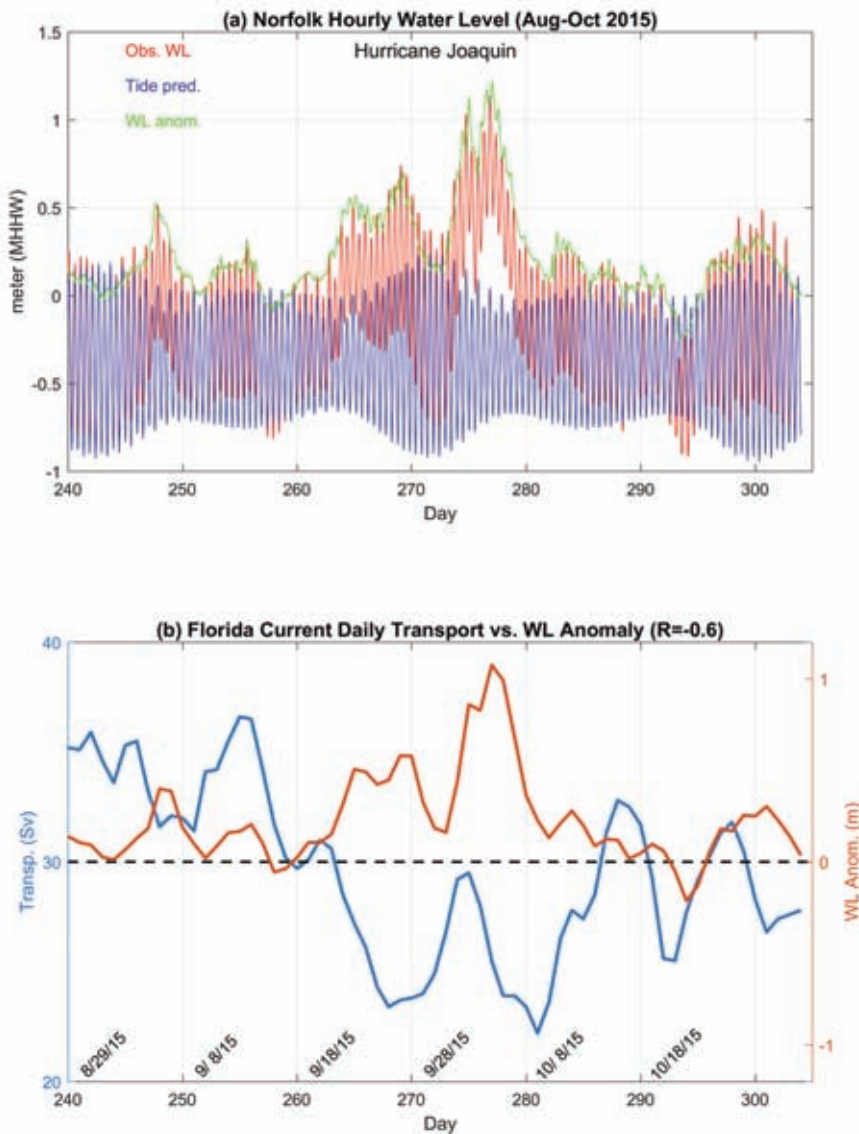 (a) Norfolk Hourly Water Level (Aug-Oct 2015)
1.5
Obs. WL
Hurricane Joaquin
Tide pred.
WL anom.
1
0.5
0
-0.5
-1
meter (MHHW)
240 250 260 270 280 290 300
Day
(b) Florida Current Daily Transport vs. WL Anomaly (R=-0.6)
40
30
20
Transp. (Sv)
1
0
-1
WL Anom. (m)
8/29/15
9/ 8/15
9/18/15
9/28/15
10/ 8/15
10/18/15
240 250 260 270 280 290 300
Day